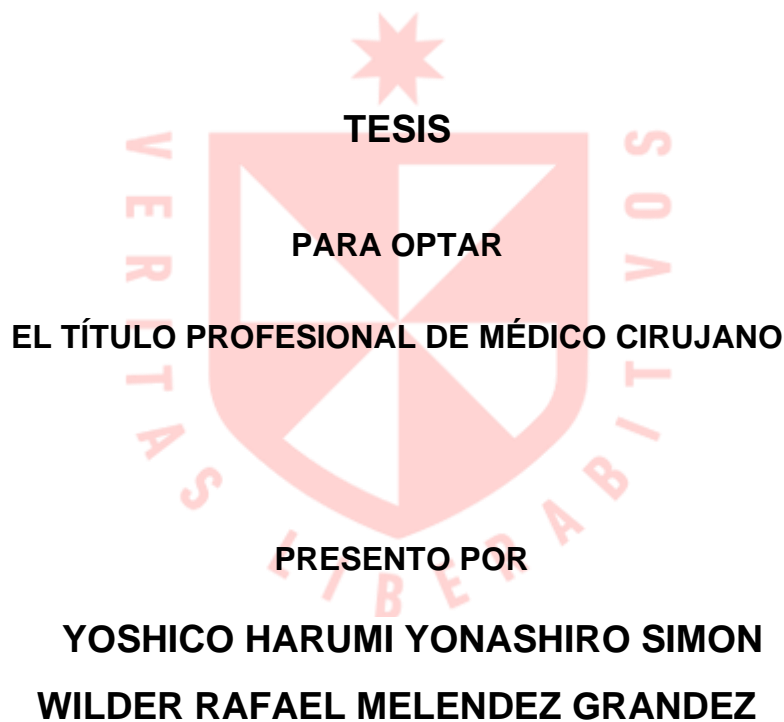 TESIS
PARA OPTAR
EL TÍTULO PROFESIONAL DE MÉDICO CIRUJANO
PRESENTO POR
YOSHICO HARUMI YONASHIRO SIMON
WILDER RAFAEL MELENDEZ GRANDEZ
VERITAS LIBERABIT VOS